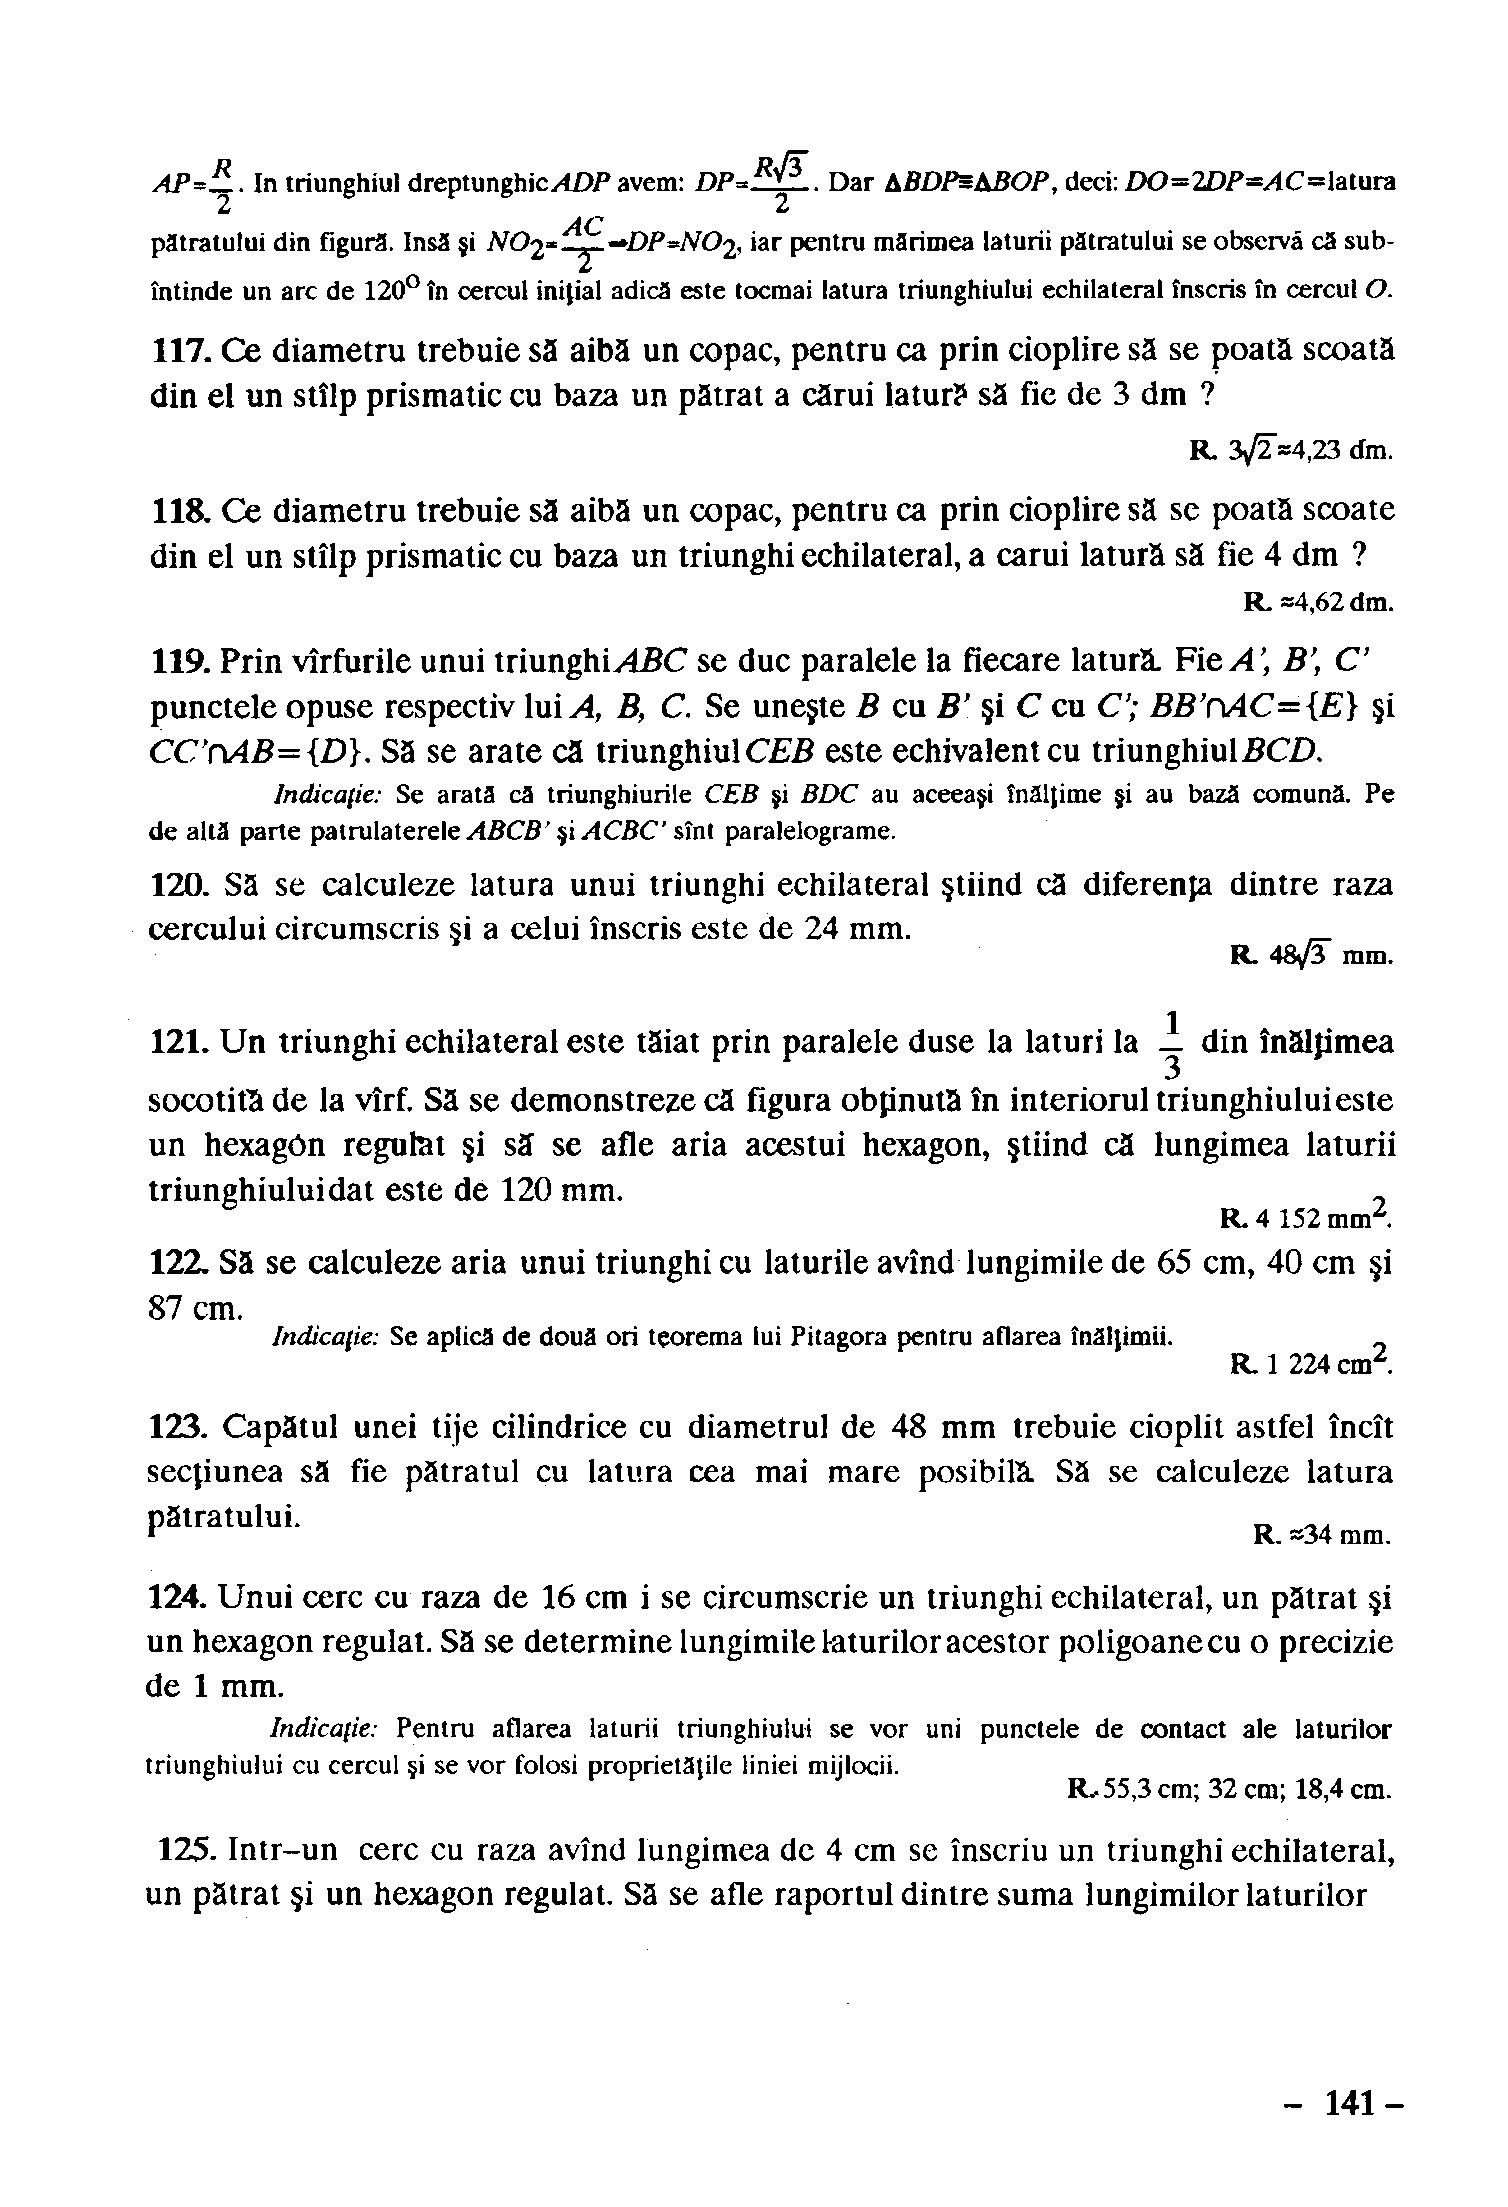 AP=R/2. In triunghiul dreptunghic ADP avem: DP=R√3/2. Dar ΔBDP≡ΔBOP, deci: DO=2DP=AC=latura
pătratului din figură. Insă şi NO₂=AC/2→DP=NO₂, iar pentru mărimea laturii pătratului se observă că sub-
întinde un arc de 120° în cercul iniţial adică este tocmai latura triunghiului echilateral înscris în cercul O.
117. Ce diametru trebuie să aibă un copac, pentru ca prin cioplire să se poată scoată
din el un stîlp prismatic cu baza un pătrat a cărui latură să fie de 3 dm ?
R. 3√2≈4,23 dm.
118. Ce diametru trebuie să aibă un copac, pentru ca prin cioplire să se poată scoate
din el un stîlp prismatic cu baza un triunghi echilateral, a carui latură să fie 4 dm ?
R. ≈4,62 dm.
119. Prin vîrfurile unui triunghi ABC se duc paralele la fiecare latură. Fie A', B', C'
punctele opuse respectiv lui A, B, C. Se uneşte B cu B' şi C cu C'; BB'∩AC={E} şi
CC'∩AB={D}. Să se arate că triunghiul CEB este echivalent cu triunghiul BCD.
Indicaţie: Se arată că triunghiurile CEB şi BDC au aceeaşi înălţime şi au bază comună. Pe
de altă parte patrulaterele ABCB' şi ACBC' sînt paralelograme.
120. Să se calculeze latura unui triunghi echilateral ştiind că diferenţa dintre raza
cercului circumscris şi a celui înscris este de 24 mm.
R. 48√3 mm.
121. Un triunghi echilateral este tăiat prin paralele duse la laturi la 1/3 din înălţimea
socotită de la vîrf. Să se demonstreze că figura obţinută în interiorul triunghiului este
un hexagon regulat şi să se afle aria acestui hexagon, ştiind că lungimea laturii
triunghiului dat este de 120 mm.
R. 4 152 mm².
122. Să se calculeze aria unui triunghi cu laturile avînd lungimile de 65 cm, 40 cm şi
87 cm.
Indicaţie: Se aplică de două ori teorema lui Pitagora pentru aflarea înălţimii.
R. 1 224 cm².
123. Capătul unei tije cilindrice cu diametrul de 48 mm trebuie cioplit astfel încît
secţiunea să fie pătratul cu latura cea mai mare posibilă. Să se calculeze latura
pătratului.
R. ≈34 mm.
124. Unui cerc cu raza de 16 cm i se circumscrie un triunghi echilateral, un pătrat şi
un hexagon regulat. Să se determine lungimile laturilor acestor poligoane cu o precizie
de 1 mm.
Indicaţie: Pentru aflarea laturii triunghiului se vor uni punctele de contact ale laturilor
triunghiului cu cercul şi se vor folosi proprietăţile liniei mijlocii.
R. 55,3 cm; 32 cm; 18,4 cm.
125. Intr-un cerc cu raza avînd lungimea de 4 cm se înscriu un triunghi echilateral,
un pătrat şi un hexagon regulat. Să se afle raportul dintre suma lungimilor laturilor
– 141 –